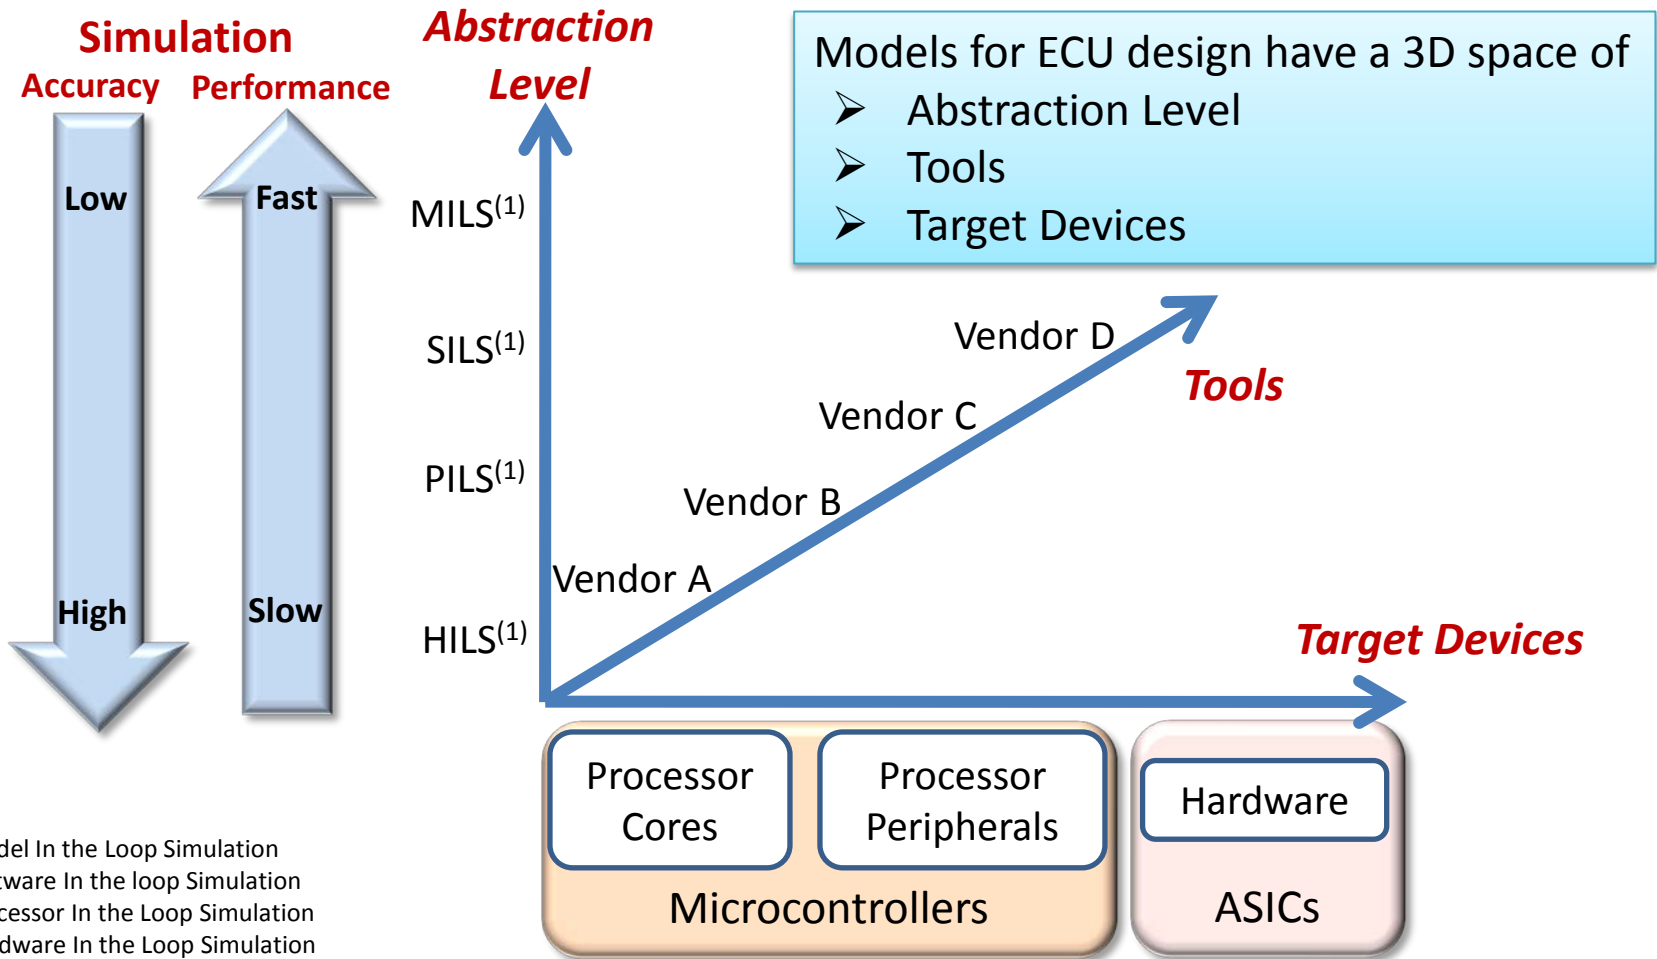 Simulation
Accuracy Performance
Low
Fast
High
Slow
Abstraction
Level
MILS(1)
SILS(1)
PILS(1)
HILS(1)
Models for ECU design have a 3D space of
➢ Abstraction Level
➢ Tools
➢ Target Devices
Vendor D
Tools
Vendor C
Vendor B
Vendor A
Target Devices
Processor
Cores
Processor
Peripherals
Microcontrollers
Hardware
ASICs
del In the Loop Simulation
tware In the loop Simulation
cessor In the Loop Simulation
dware In the Loop Simulation